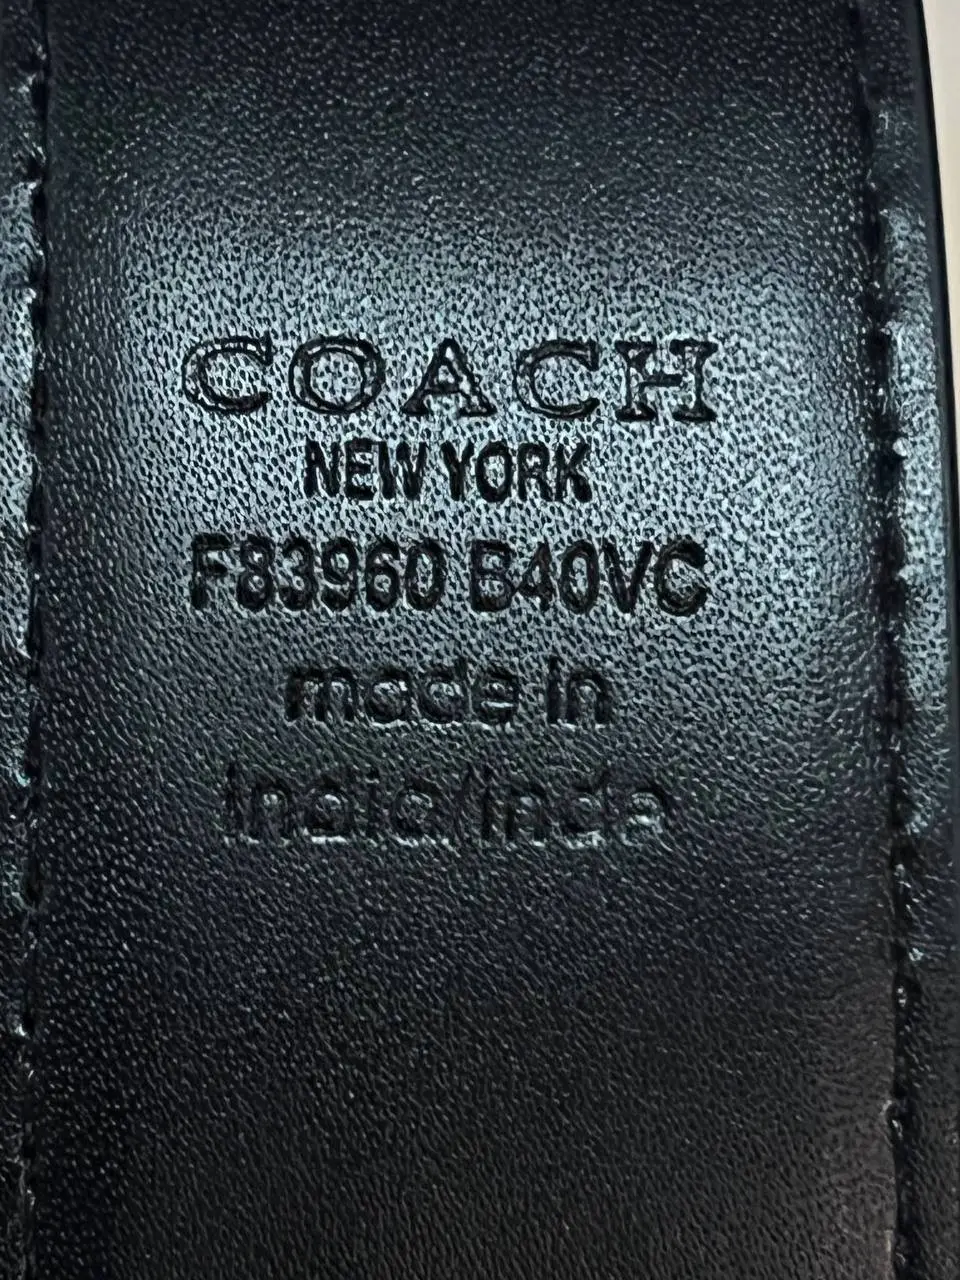 COACH
NEW YORK
F83960 B40VC
made in
India/Inde